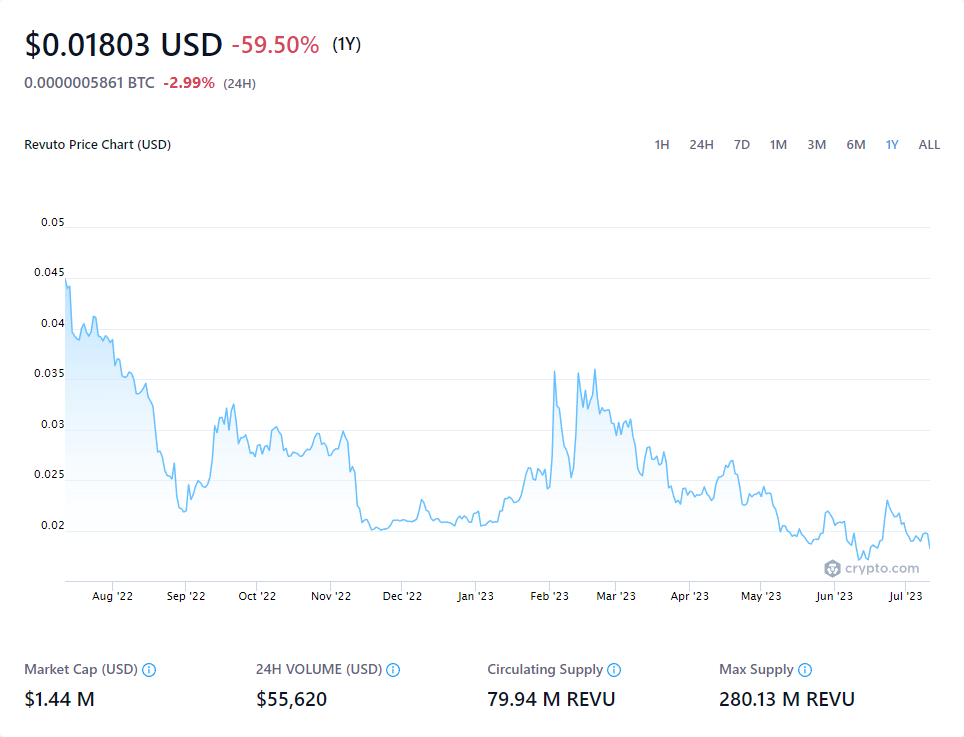 $0.01803 USD -59.50% (1Y)
0.0000005861 BTC -2.99% (24H)
Revuto Price Chart (USD) 1H 24H 7D 1M 3M 6M 1Y ALL
0.05
0.045
0.04
0.035
0.03
0.025
0.02
crypto.com
Aug '22 Sep '22 Oct '22 Nov '22 Dec '22 Jan '23 Feb '23 Mar '23 Apr '23 May '23 Jun '23 Jul '23
Market Cap (USD) 24H VOLUME (USD) Circulating Supply Max Supply
$1.44 M $55,620 79.94 M REVU 280.13 M REVU